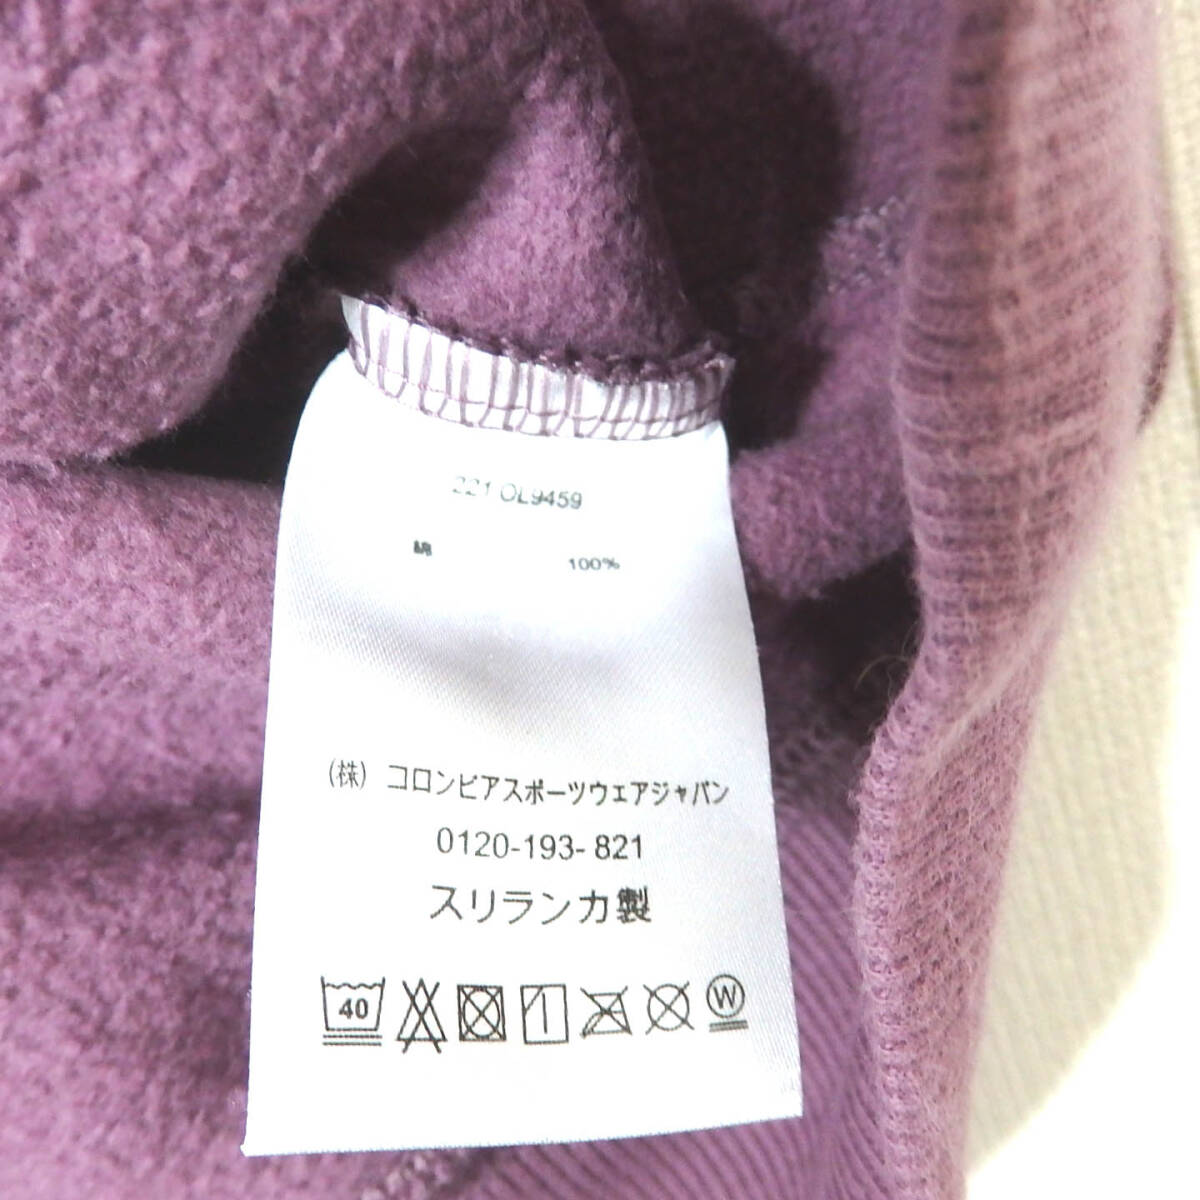 221 OL9459
綿 100%
(株) コロンビアスポーツウェアジャパン
0120-193-821
スリランカ製
40 W